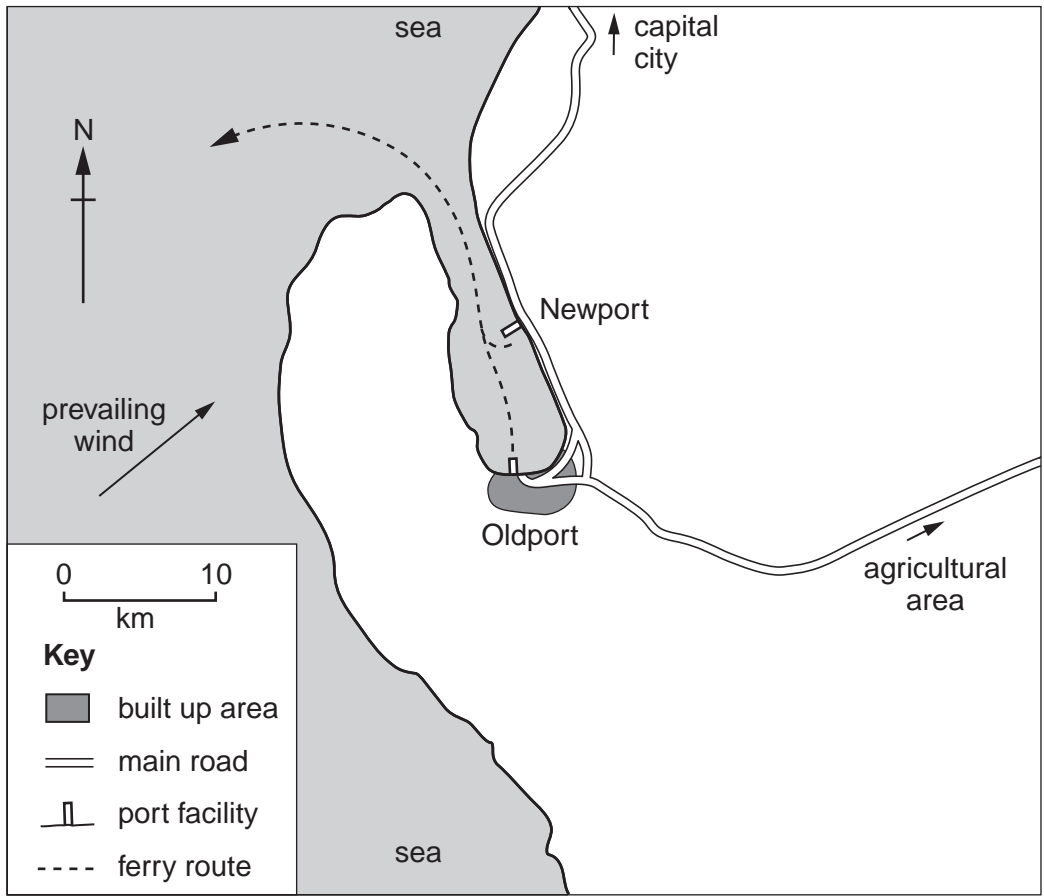 sea
capital
city
N
Newport
prevailing
wind
Oldport
agricultural
area
0 10
km
Key
built up area
main road
port facility
ferry route
sea